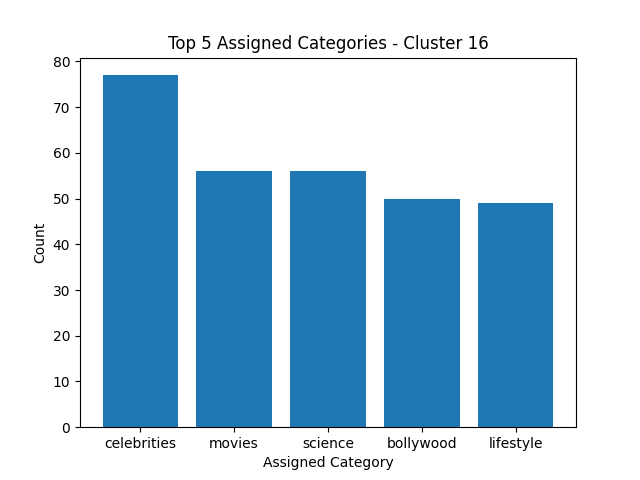 Top 5 Assigned Categories - Cluster 16
80
70
60
50
40
30
20
10
0
Count
celebrities movies science bollywood lifestyle
Assigned Category